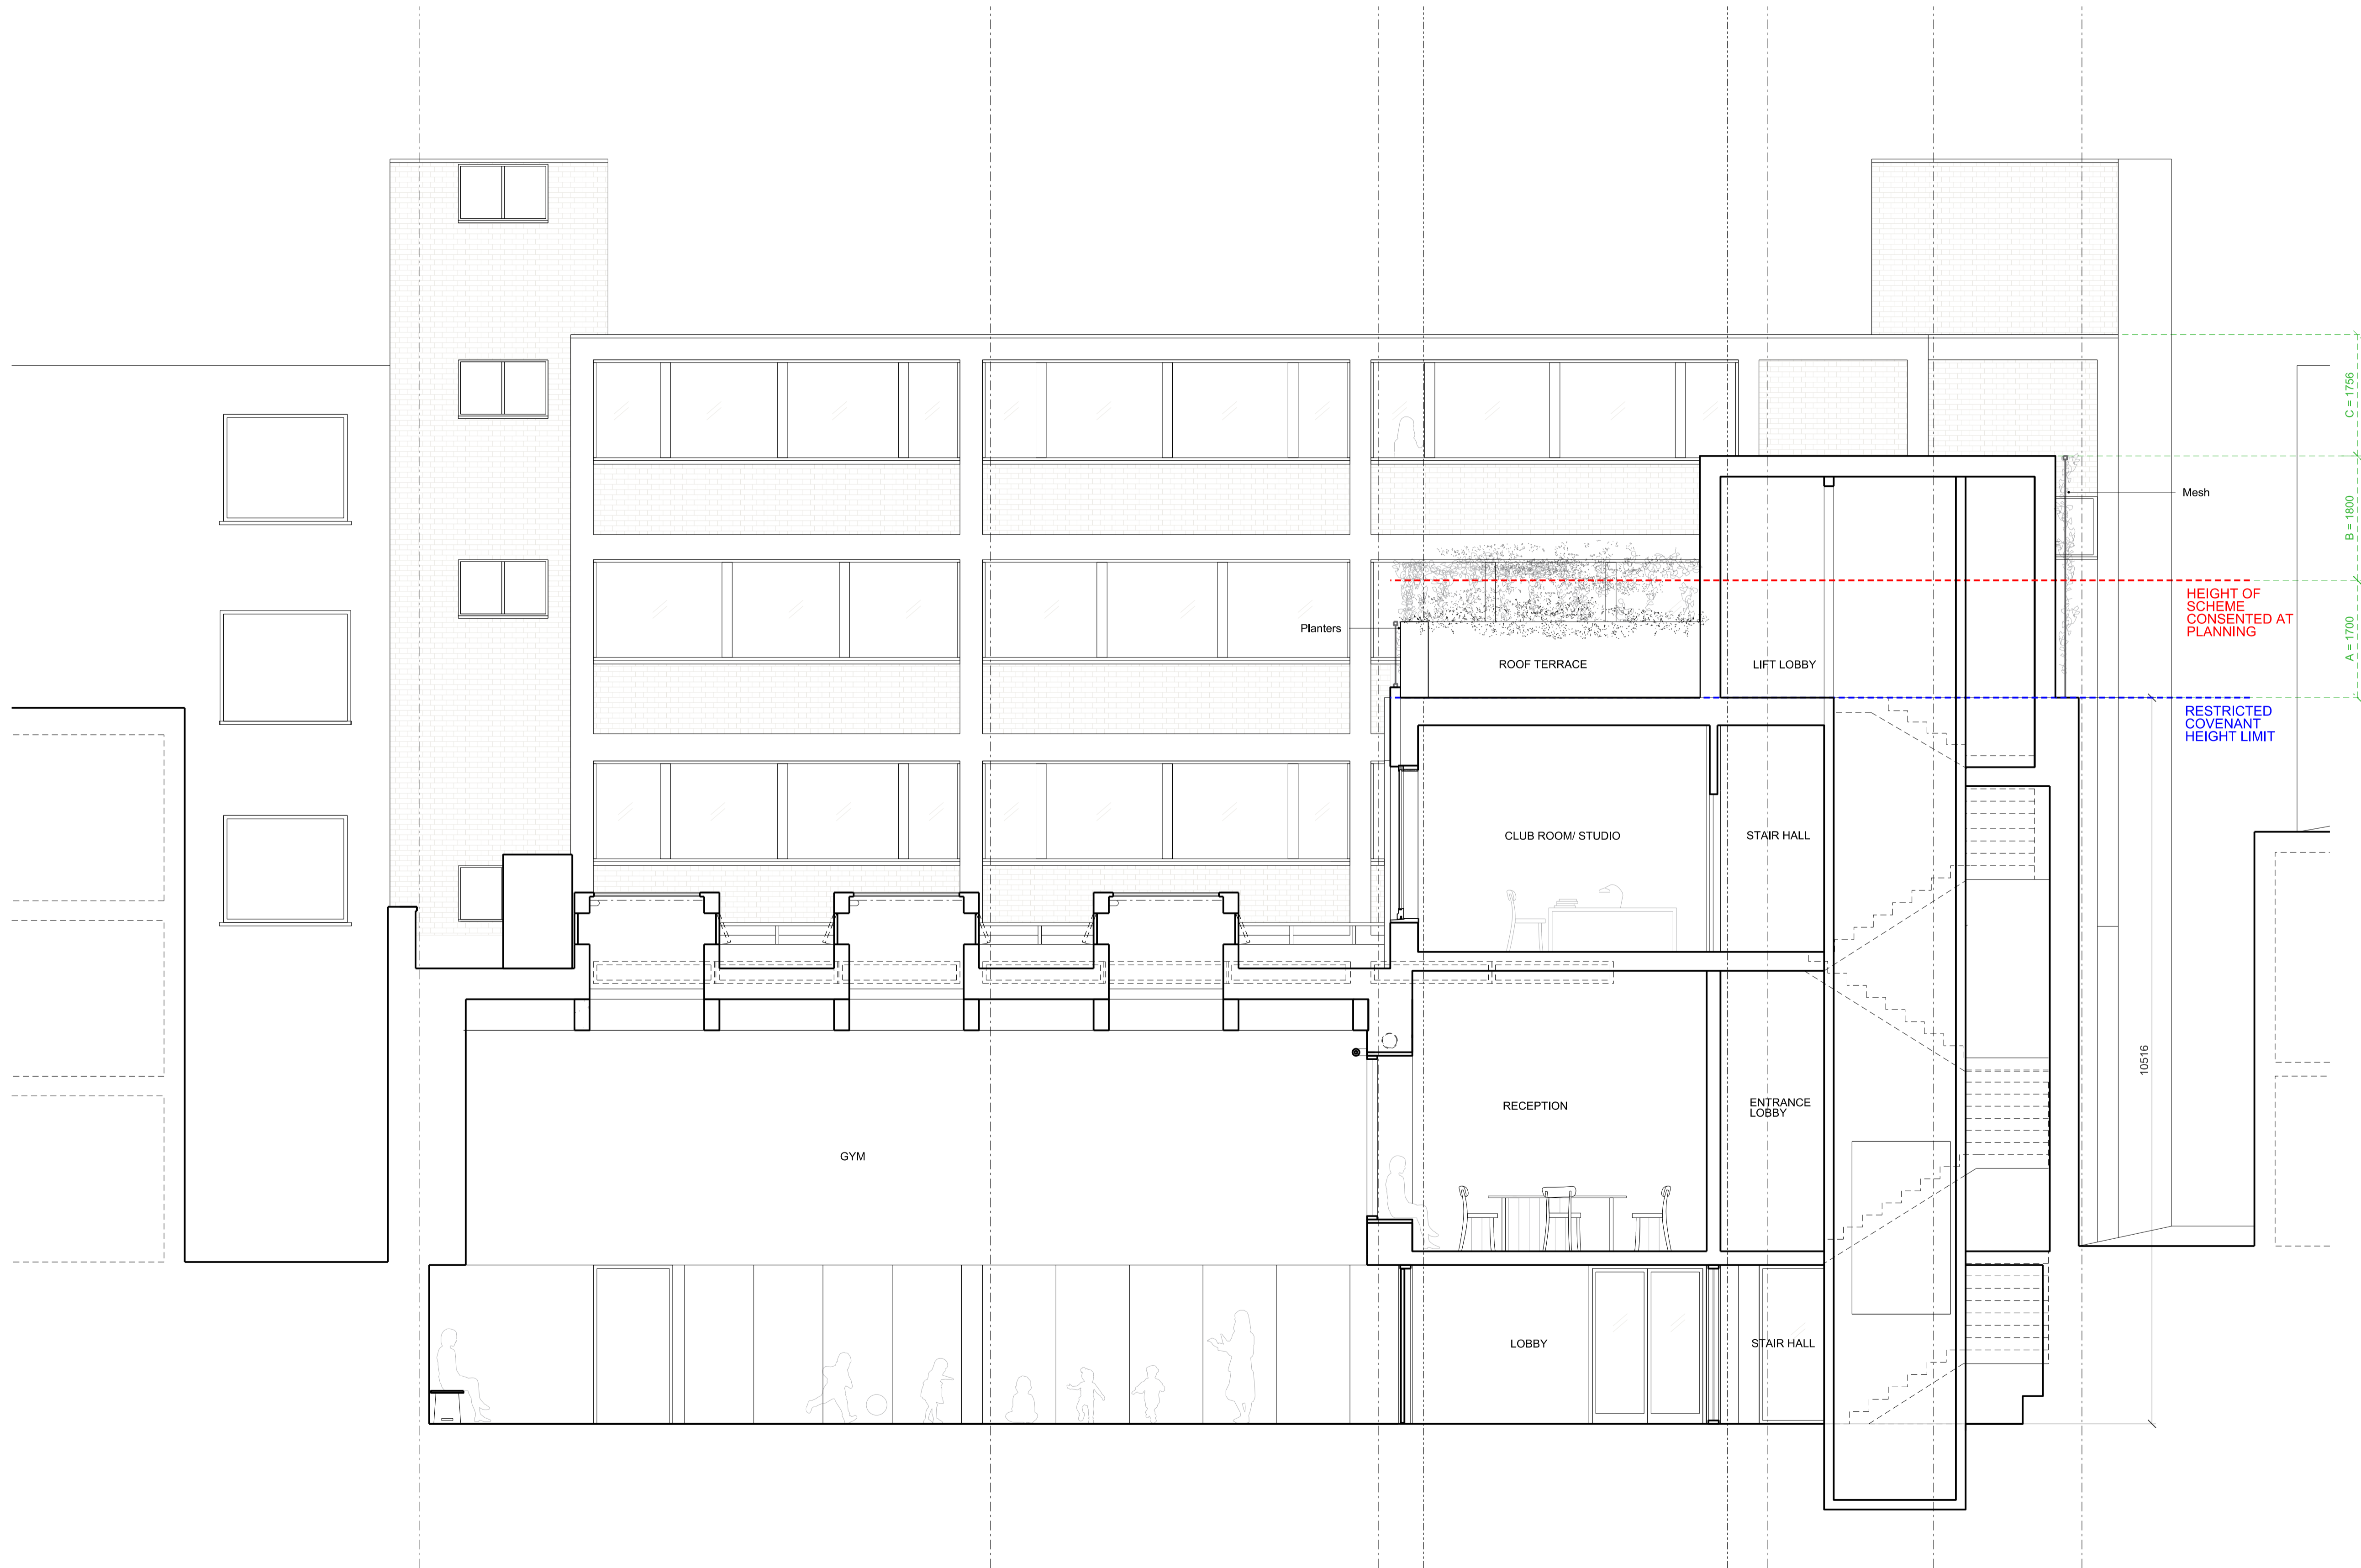 C = 1756
Mesh
B = 1800
HEIGHT OF
SCHEME
CONSENTED AT
PLANNING
Planters
A = 1700
ROOF TERRACE
LIFT LOBBY
RESTRICTED
COVENANT
HEIGHT LIMIT
CLUB ROOM/ STUDIO
STAIR HALL
10516
RECEPTION
ENTRANCE
LOBBY
GYM
LOBBY
STAIR HALL